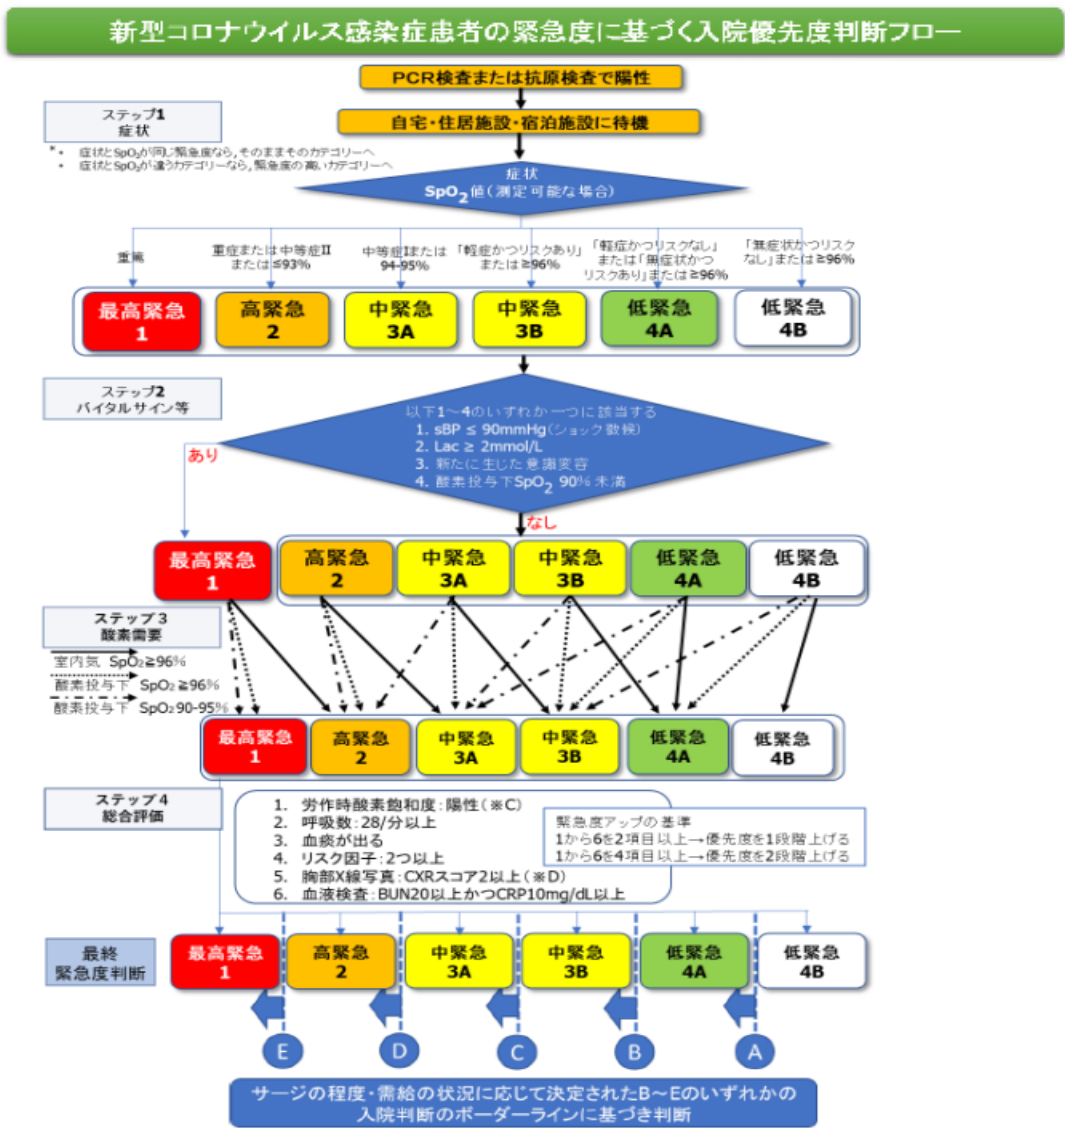 新型コロナウイルス感染症患者の緊急度に基づく入院優先度判断フロー
PCR検査または抗原検査で陽性
ステップ1
症状
自宅・住居施設・宿泊施設に待機
*・ 症状とSpO₂が同じ緊急度なら,そのままそのカテゴリーへ
・ 症状とSpO₂が違うカテゴリーなら,緊急度の高いカテゴリーへ
症状
SpO₂値(測定可能な場合)
重篤
重症または中等症II
または≦93%
中等症Iまたは
94-95%
「軽症かつリスクあり」
または≧96%
「軽症かつリスクなし」
または「無症状かつ
リスクあり」または≧96%
「無症状かつリスク
なし」または≧96%
最高緊急
1
高緊急
2
中緊急
3A
中緊急
3B
低緊急
4A
低緊急
4B
ステップ2
バイタルサイン等
以下1~4のいずれか一つに該当する
1. sBP ≤ 90mmHg(ショック徴候)
2. Lac ≥ 2mmol/L
3. 新たに生じた意識変容
4. 酸素投与下SpO₂ 90%未満
あり
なし
最高緊急
1
高緊急
2
中緊急
3A
中緊急
3B
低緊急
4A
低緊急
4B
ステップ3
酸素需要
室内気 SpO₂≧96%
酸素投与下 SpO₂≧96%
酸素投与下 SpO₂90-95%
最高緊急
1
高緊急
2
中緊急
3A
中緊急
3B
低緊急
4A
低緊急
4B
ステップ4
総合評価
1. 労作時酸素飽和度:陽性(※C)
2. 呼吸数:28/分以上
3. 血痰が出る
4. リスク因子:2つ以上
5. 胸部X線写真:CXRスコア2以上(※D)
6. 血液検査:BUN20以上かつCRP10mg/dL以上
緊急度アップの基準
1から6を2項目以上→優先度を1段階上げる
1から6を4項目以上→優先度を2段階上げる
最終
緊急度判断
最高緊急
1
高緊急
2
中緊急
3A
中緊急
3B
低緊急
4A
低緊急
4B
E
D
C
B
A
サージの程度・需給の状況に応じて決定されたB~Eのいずれかの
入院判断のボーダーラインに基づき判断